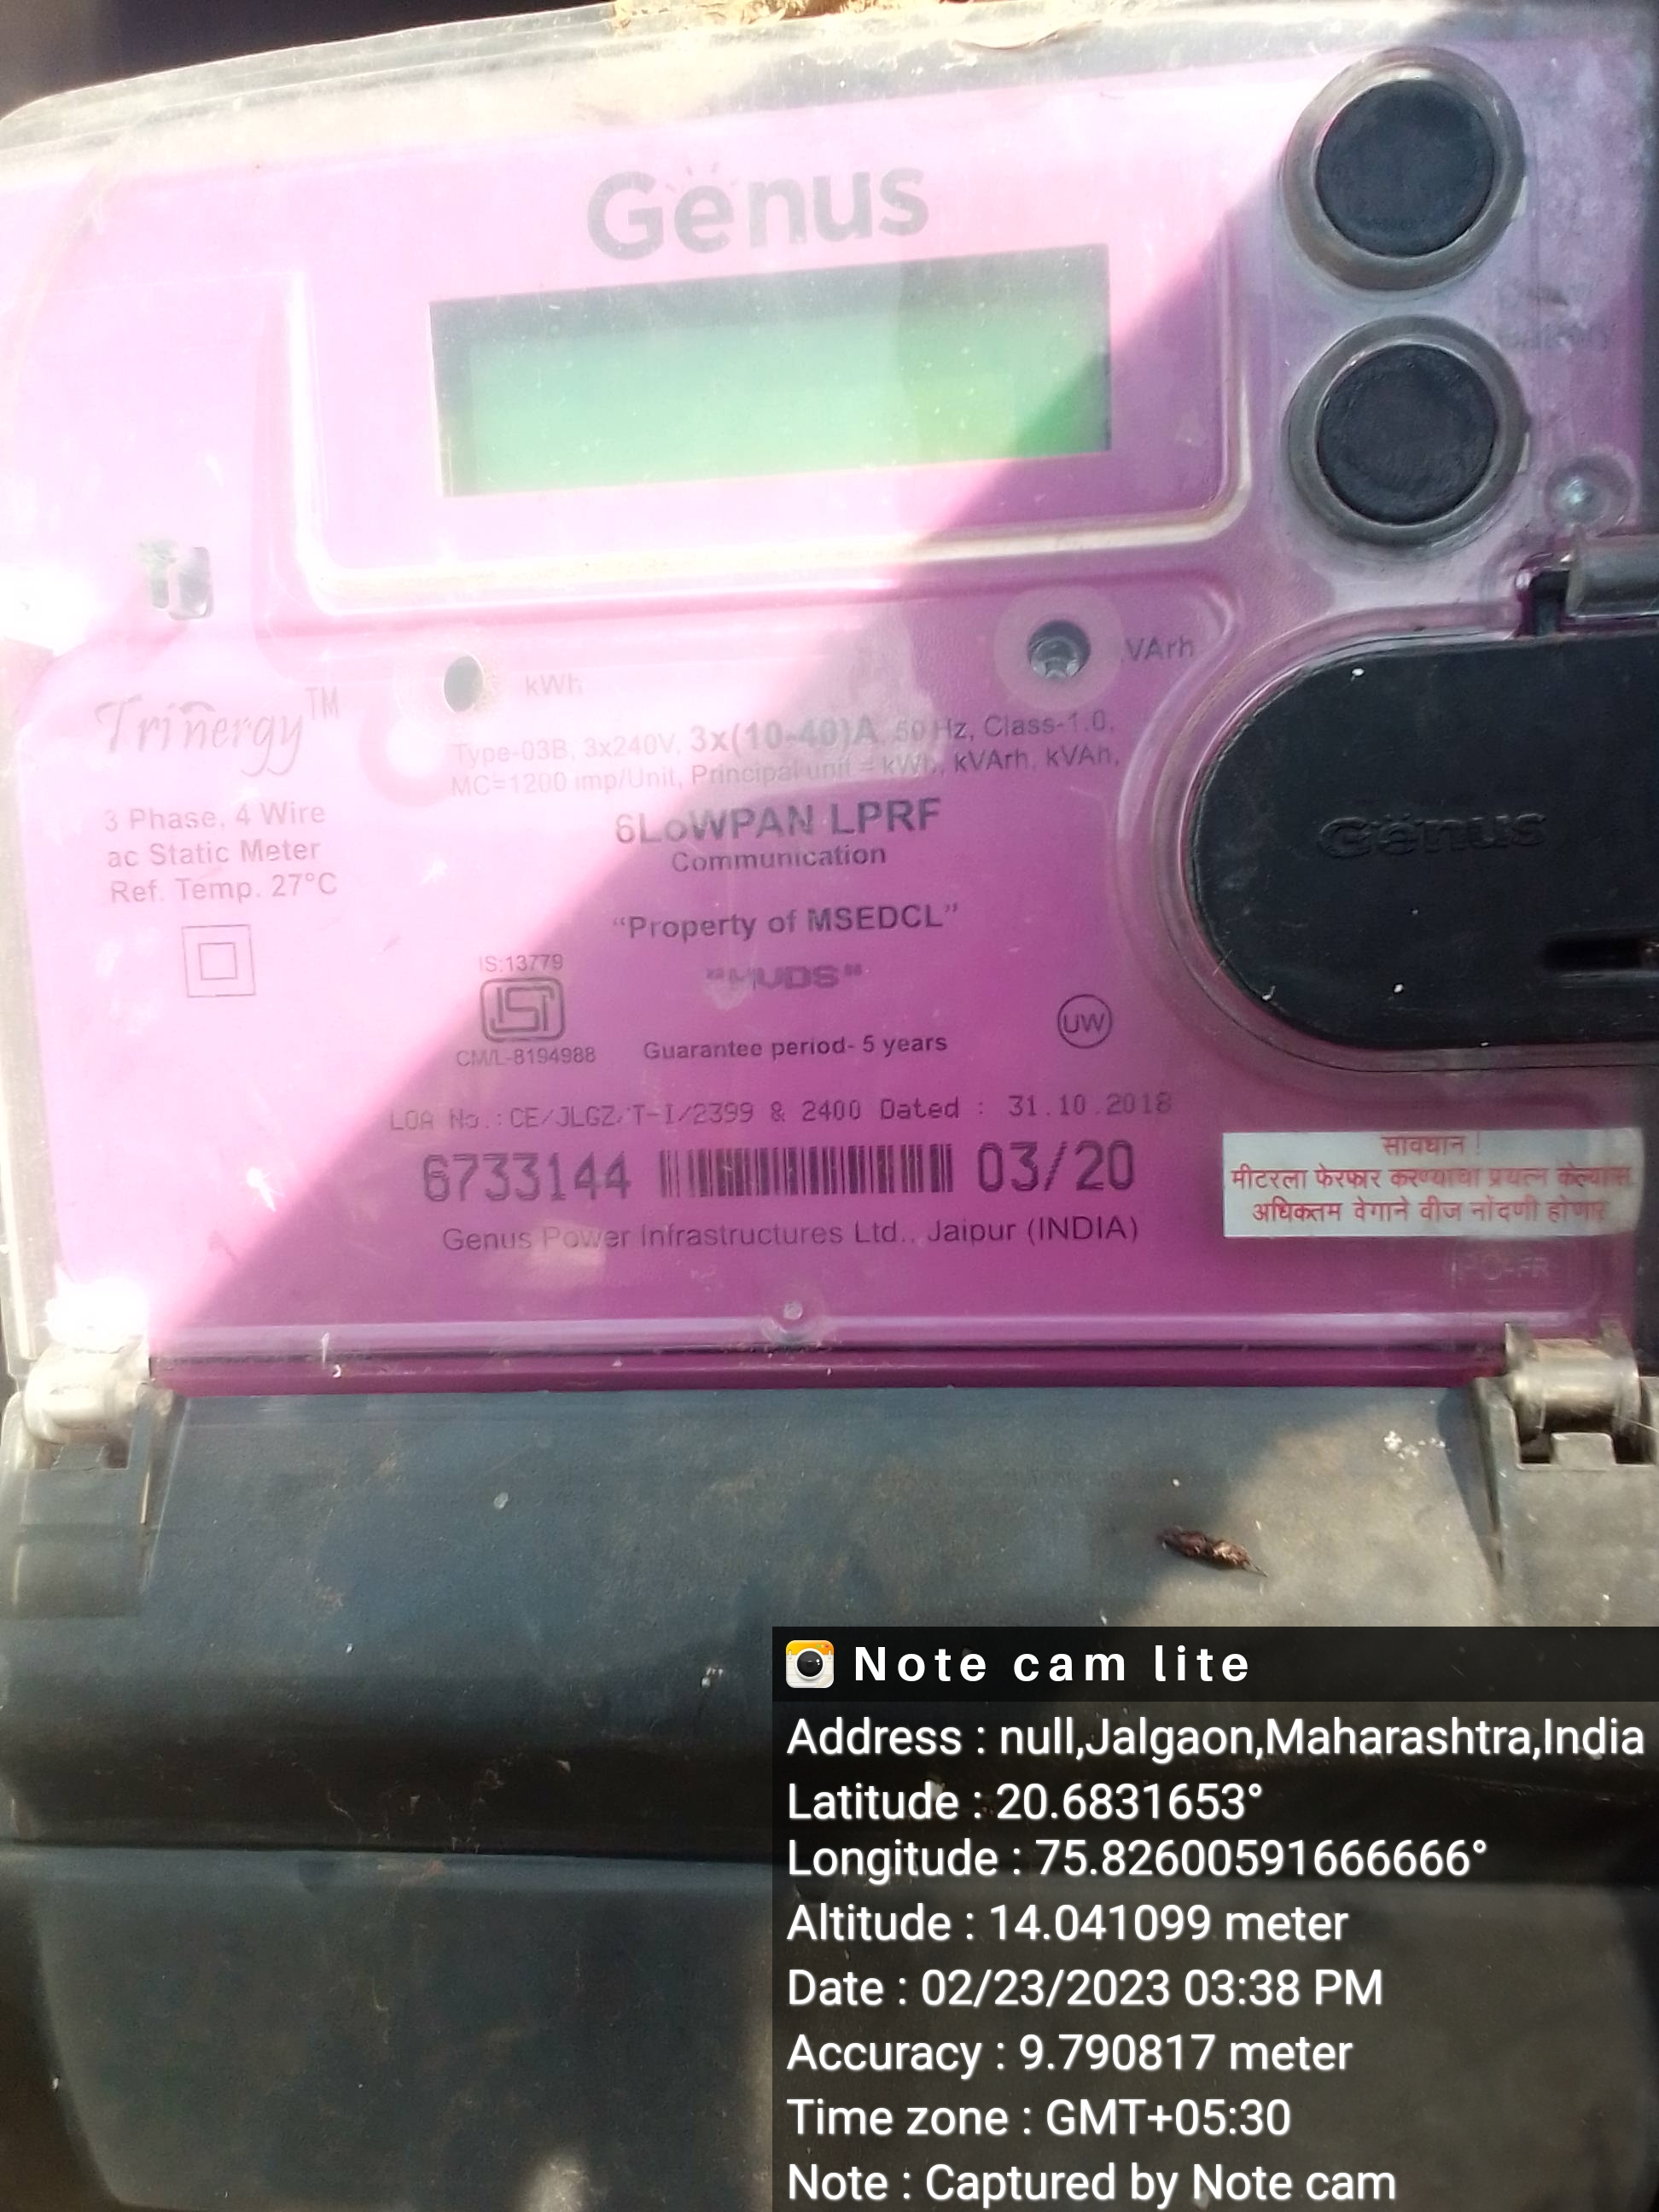 Genus
kWh
VArh
Trinergy™
Type-03B, 3x240V, 3x(10-40)A, 50 Hz, Class-1.0,
MC=1200 imp/Unit, Principal unit = kWh, kVArh, kVAh,
3 Phase, 4 Wire
ac Static Meter
Ref. Temp. 27°C
6LoWPAN LPRF
Communication
Genus
“Property of MSEDCL”
IS:13779
ISI
CM/L-8194988
Guarantee period- 5 years
UW
LOA No.:CE/JLGZ/T-I/2399 & 2400 Dated : 31.10.2018
6733144 03/20
Genus Power Infrastructures Ltd., Jaipur (INDIA)
सावधान !
मीटरला फेरफार करण्याचा प्रयत्न केल्यास
अधिकतम वेगाने वीज नोंदणी होणार
Note cam lite
Address : null,Jalgaon,Maharashtra,India
Latitude : 20.6831653°
Longitude : 75.82600591666666°
Altitude : 14.041099 meter
Date : 02/23/2023 03:38 PM
Accuracy : 9.790817 meter
Time zone : GMT+05:30
Note : Captured by Note cam